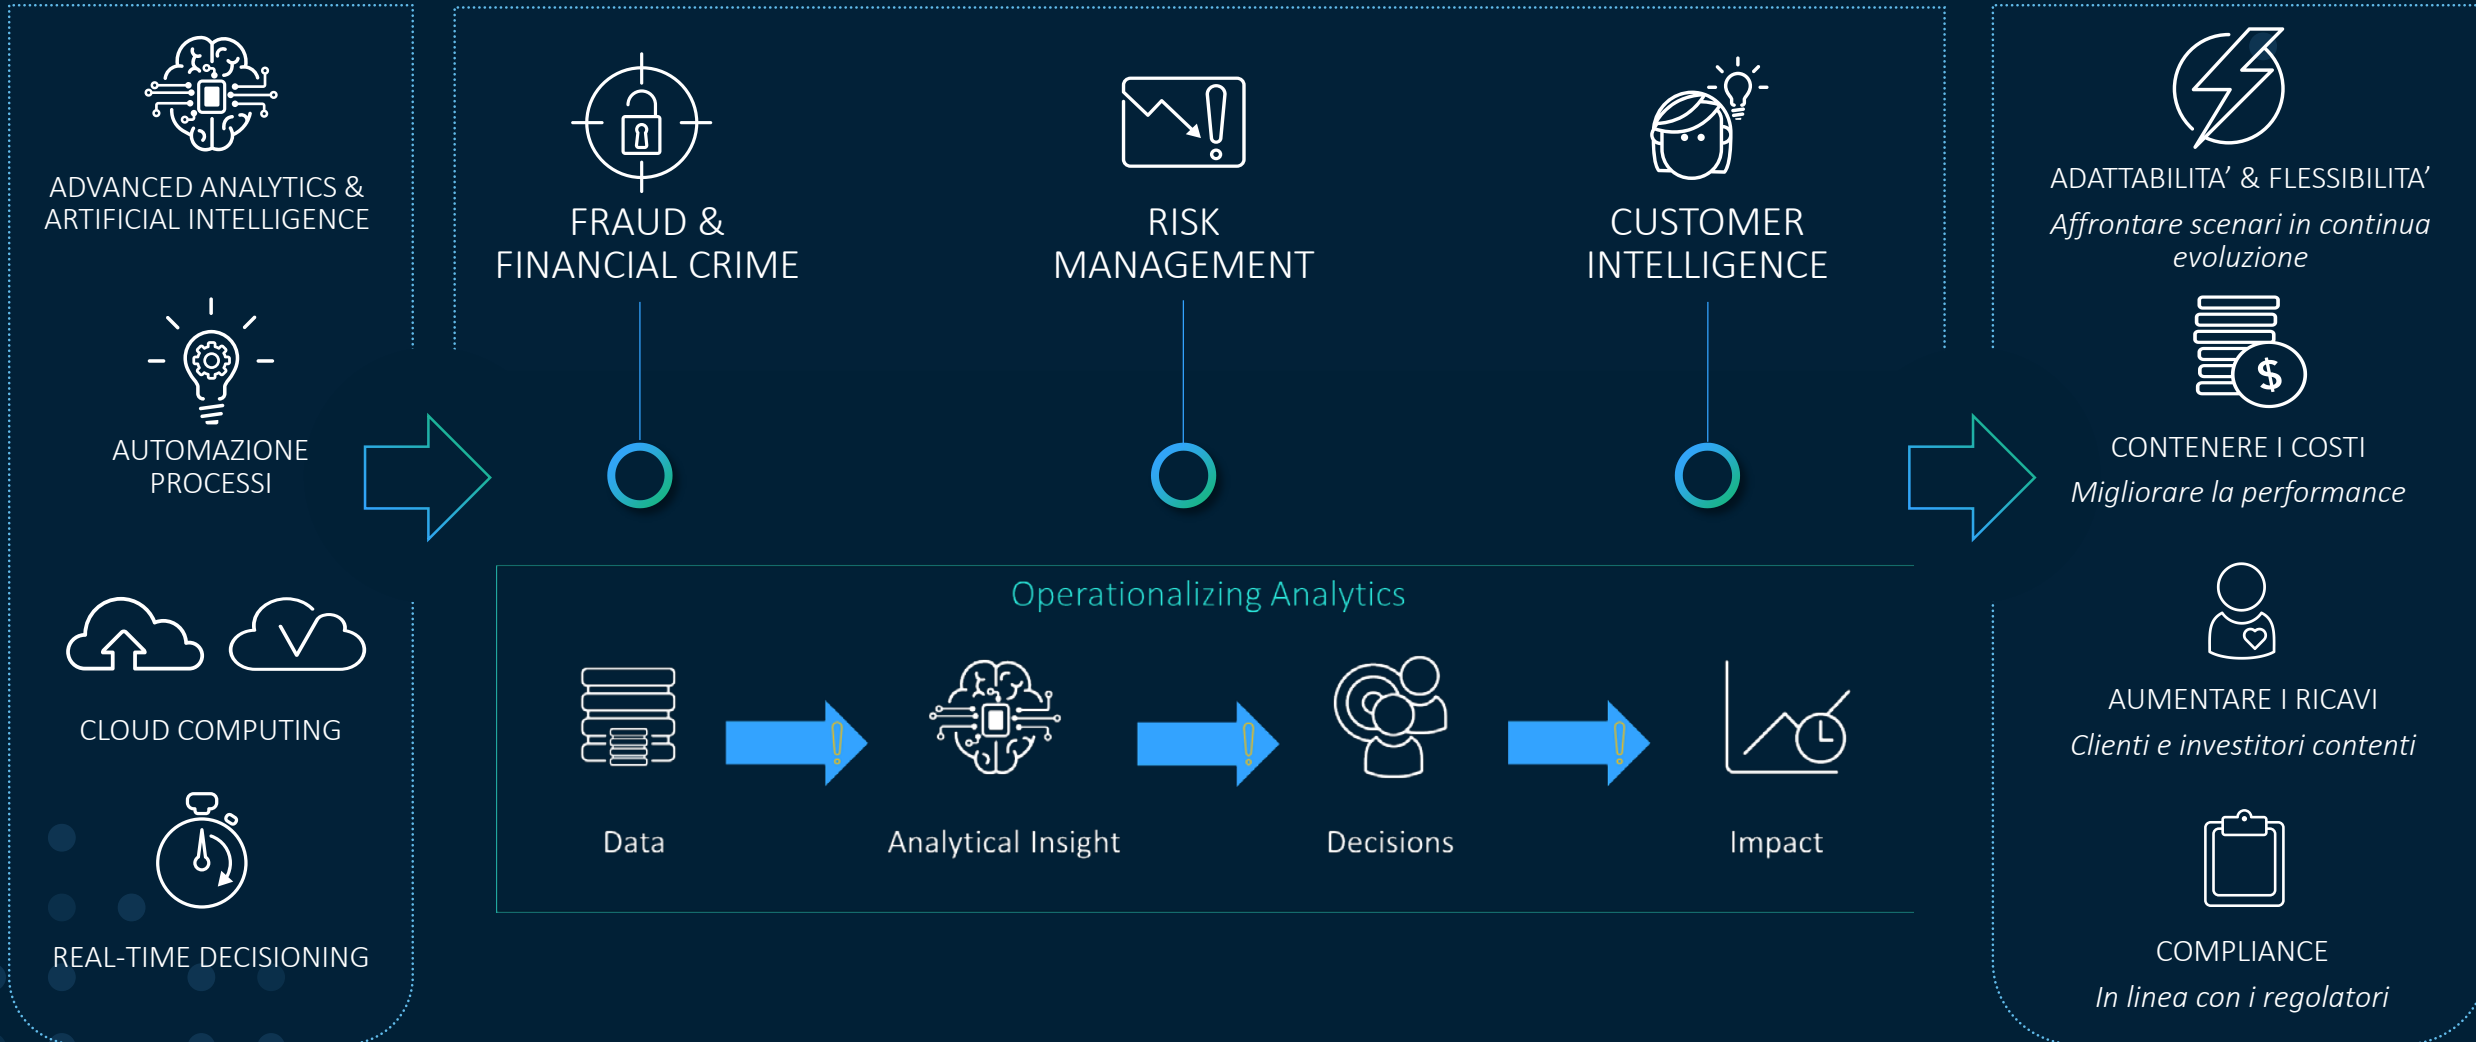 ADVANCED ANALYTICS &
ARTIFICIAL INTELLIGENCE
AUTOMAZIONE
PROCESSI
CLOUD COMPUTING
REAL-TIME DECISIONING
FRAUD &
FINANCIAL CRIME
RISK
MANAGEMENT
CUSTOMER
INTELLIGENCE
Operationalizing Analytics
Data
Analytical Insight
Decisions
Impact
ADATTABILITA’ & FLESSIBILITA’
Affrontare scenari in continua
evoluzione
$
CONTENERE I COSTI
Migliorare la performance
AUMENTARE I RICAVI
Clienti e investitori contenti
COMPLIANCE
In linea con i regolatori